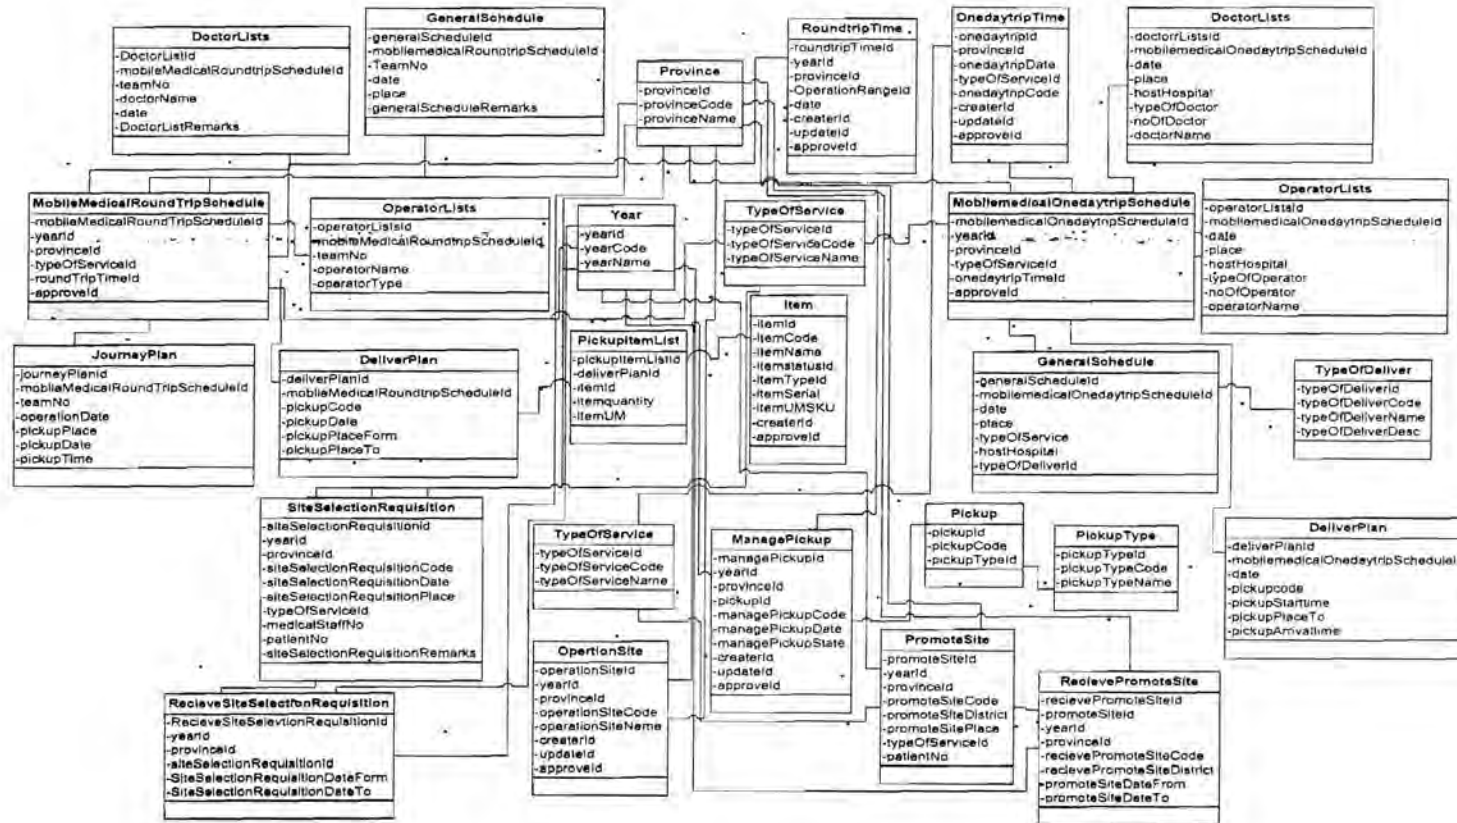 DoctorLists
-DoctorListId
-mobileMedicalRoundtripScheduleId
-teamNo
-doctorName
-date
-DoctorListRemarks
GeneralSchedule
-generalScheduleId
-mobilemedicalRoundtripScheduleId
-TeamNo
-date
-place
-generalScheduleRemarks
Province
-provinceId
-provinceCode
-provinceName
RoundtripTime
-roundtripTimeId
-yearId
-provinceId
-OperationRangeId
-date
-createrId
-updateId
-approveId
OnedaytripTime
-onedaytripId
-provinceId
-onedaytripDate
-typeOfServiceId
-onedaytripCode
-createrId
-updateId
-approveId
DoctorLists
-doctorrListsId
-mobilemedicalOnedaytripScheduleId
-date
-place
-hostHospital
-typeOfDoctor
-noOfDoctor
-doctorName
MobileMedicalRoundTripSchedule
-mobileMedicalRoundTripScheduleId
-yearId
-provinceId
-typeOfServiceId
-roundTripTimeId
-approveId
OperatorLists
-operatorListsId
-mobileMedicalRoundtripScheduleId
-teamNo
-operatorName
-operatorType
Year
-yearId
-yearCode
-yearName
TypeOfService
-typeOfServiceId
-typeOfServiceCode
-typeOfServiceName
MobilemedicalOnedaytripSchedule
-mobilemedicalOnedaytripScheduleId
-yearId
-provinceId
-typeOfServiceId
-onedaytripTimeId
-approveId
OperatorLists
-operatorListsId
-mobilemedicalOnedaytripScheduleId
-date
-place
-hostHospital
-typeOfOperator
-noOfOperator
-operatorName
JourneyPlan
-journeyPlanId
-mobileMedicalRoundTripScheduleId
-teamNo
-operationDate
-pickupPlace
-pickupDate
-pickupTime
DeliverPlan
-deliverPlanId
-mobileMedicalRoundtripScheduleId
-pickupCode
-pickupDate
-pickupPlaceForm
-pickupPlaceTo
PickupItemList
-pickupItemListId
-deliverPlanId
-itemId
-itemquantity
-itemUM
Item
-itemId
-itemCode
-itemName
-itemstatusId
-itemTypeId
-itemSerial
-itemUMSKU
-createrId
-approveId
GeneralSchedule
-generalScheduleId
-mobilemedicalOnedaytripScheduleId
-date
-place
-typeOfService
-hostHospital
-typeOfDeliverId
TypeOfDeliver
-typeOfDeliverId
-typeOfDeliverCode
-typeOfDeliverName
-typeOfDeliverDesc
SiteSelectionRequisition
-siteSelectionRequisitionId
-yearId
-provinceId
-siteSelectionRequisitionCode
-siteSelectionRequisitionDate
-siteSelectionRequisitionPlace
-typeOfServiceId
-medicalStaffNo
-patientNo
-siteSelectionRequisitionRemarks
TypeOfService
-typeOfServiceId
-typeOfServiceCode
-typeOfServiceName
ManagePickup
-managePickupId
-yearId
-provinceId
-pickupId
-managePickupCode
-managePickupDate
-managePickupState
-createrId
-updateId
-approveId
Pickup
-pickupId
-pickupCode
-pickupTypeId
PickupType
-pickupTypeId
-pickupTypeCode
-pickupTypeName
DeliverPlan
-deliverPlanId
-mobilemedicalOnedaytripScheduleId
-date
-pickupcode
-pickupStarttime
-pickupPlaceTo
-pickupArrivaltime
RecieveSiteSelectionRequisition
-RecieveSiteSelevtionRequisitionId
-yearId
-provinceId
-siteSelectionRequisitionId
-SiteSelectionRequisitionDateForm
-SiteSelectionRequisitionDateTo
OpertionSite
-operationSiteId
-yearId
-provinceId
-operationSiteCode
-operationSiteName
-createrId
-updateId
-approveId
PromoteSite
-promoteSiteId
-yearId
-provinceId
-promoteSiteCode
-promoteSiteDistrict
-promoteSitePlace
-typeOfServiceId
-patientNo
RecievePromoteSite
-recievePromoteSiteId
-promoteSiteId
-yearId
-provinceId
-recievePromoteSiteCode
-recievePromoteSiteDistrict
-promoteSiteDateFrom
-promoteSiteDateTo